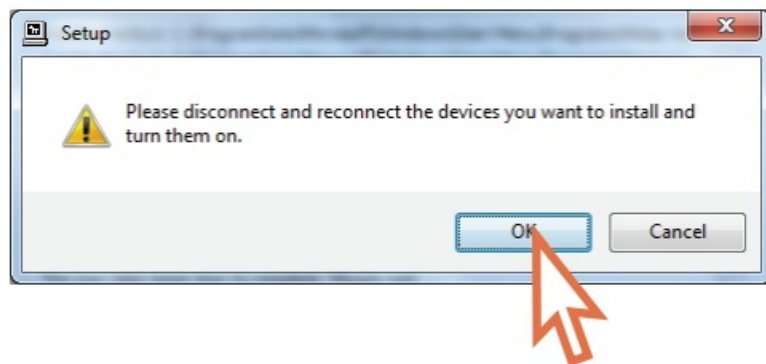 Setup
Please disconnect and reconnect the devices you want to install and
turn them on.
OK
Cancel